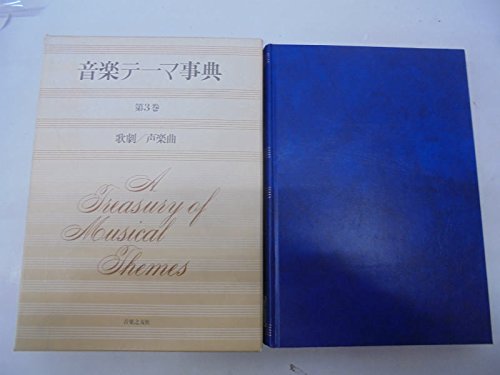 音楽テーマ事典
第3巻
歌劇／声楽曲
A
Treasury of
Musical
Themes
音楽之友社